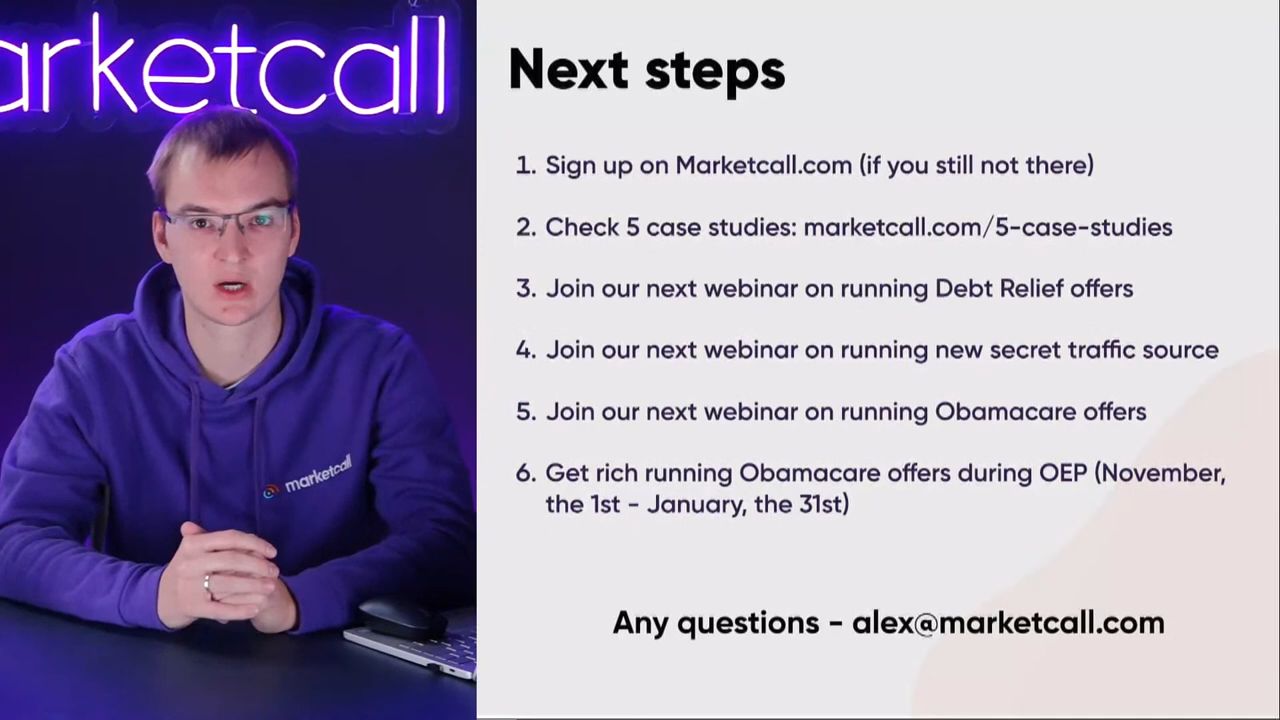 arketcall
marketcall
Next steps
1. Sign up on Marketcall.com (if you still not there)
2. Check 5 case studies: marketcall.com/5-case-studies
3. Join our next webinar on running Debt Relief offers
4. Join our next webinar on running new secret traffic source
5. Join our next webinar on running Obamacare offers
6. Get rich running Obamacare offers during OEP (November,
the 1st - January, the 31st)
Any questions - alex@marketcall.com